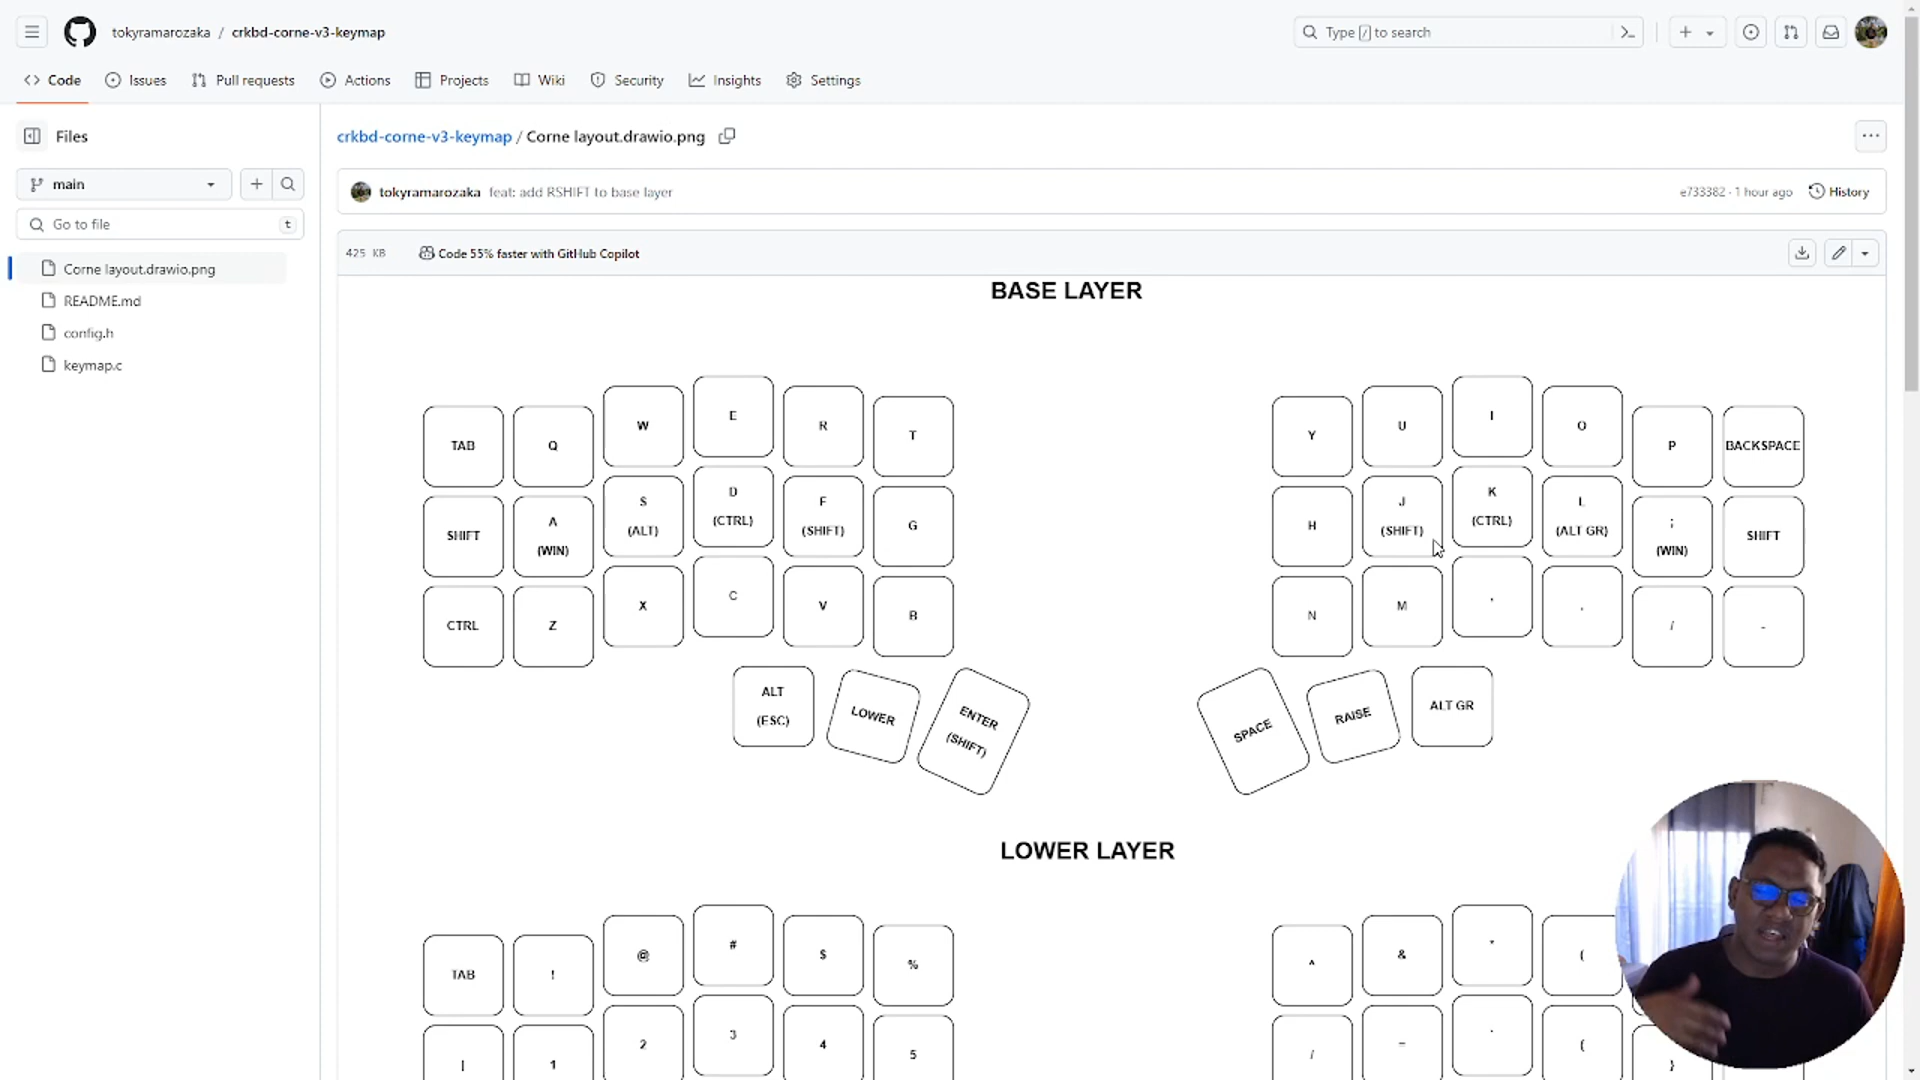 tokyramarozaka / crkbd-corne-v3-keymap
Type / to search
Code
Issues
Pull requests
Actions
Projects
Wiki
Security
Insights
Settings
Files
main
Go to file
t
Corne layout.drawio.png
README.md
config.h
keymap.c
crkbd-corne-v3-keymap / Corne layout.drawio.png
tokyramarozaka feat: add RSHIFT to base layer
e733382 · 1 hour ago
History
425 KB
Code 55% faster with GitHub Copilot
BASE LAYER
TAB Q W E R T
Y U I O P BACKSPACE
SHIFT A (WIN) S (ALT) D (CTRL) F (SHIFT) G
H J (SHIFT) K (CTRL) L (ALT GR) ; (WIN) SHIFT
CTRL Z X C V B
N M , . / -
ALT (ESC) LOWER ENTER (SHIFT)
SPACE RAISE ALT GR
LOWER LAYER
TAB ! @ # $ %
^ & * (
1 2 3 4 5
/ =